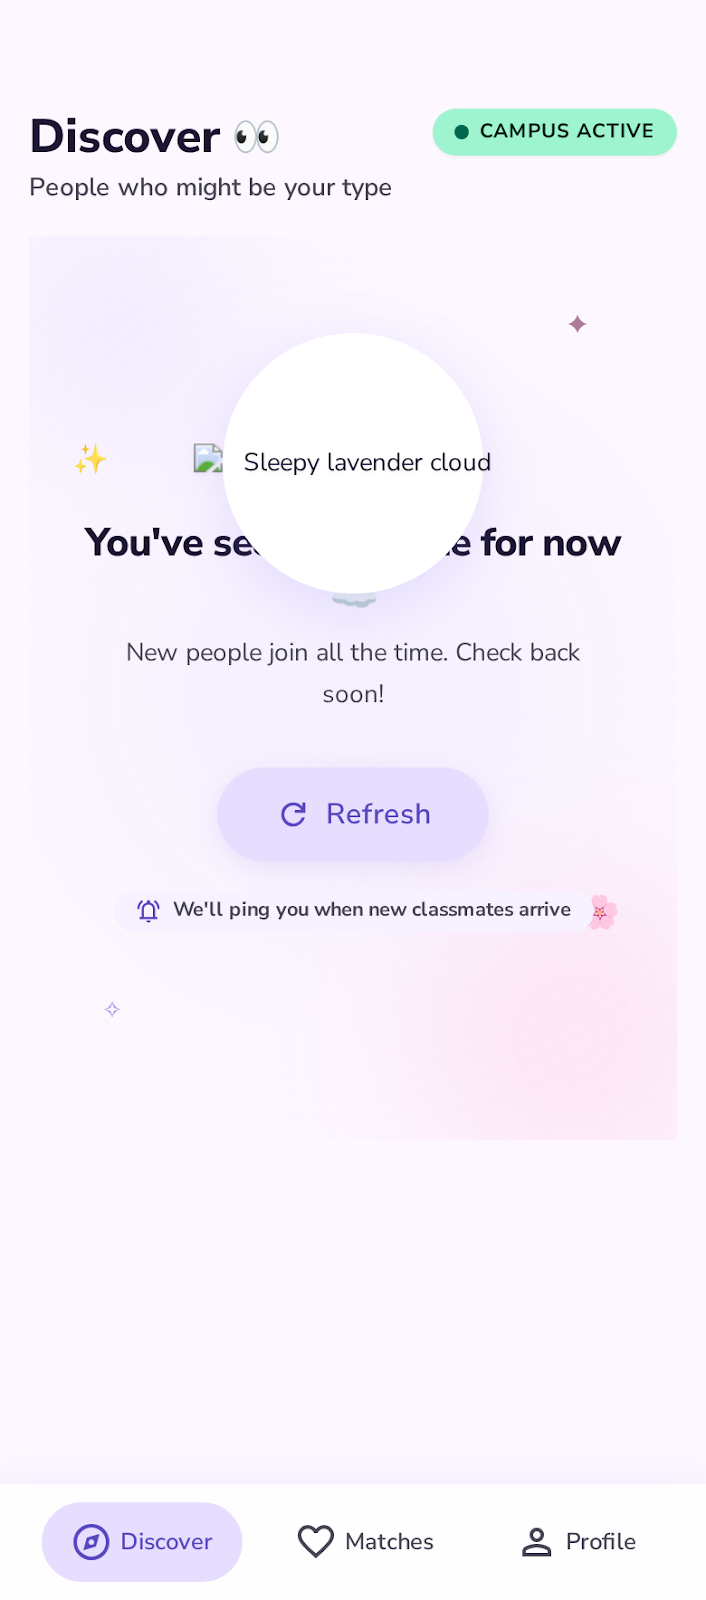 Discover 👀
CAMPUS ACTIVE
People who might be your type
Sleepy lavender cloud
You've for now
New people join all the time. Check back
soon!
Refresh
We'll ping you when new classmates arrive
Discover
Matches
Profile